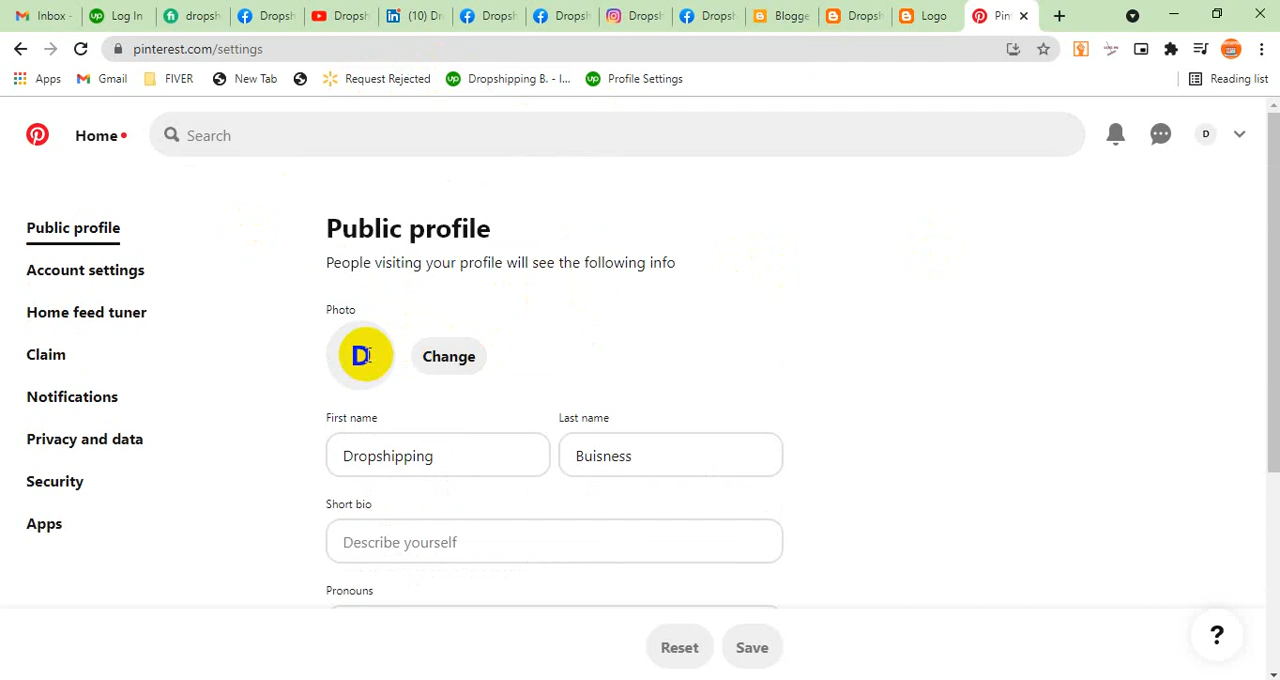 Inbox - Log In dropsh Dropsh Dropsh (10) Dr Dropsh Dropsh Dropsh Dropsh Blogge Dropsh Logo Pin
pinterest.com/settings
Apps Gmail FIVER New Tab Request Rejected Dropshipping B. - I... Profile Settings Reading list
Home Search D
Public profile
Account settings
Home feed tuner
Claim
Notifications
Privacy and data
Security
Apps
Public profile
People visiting your profile will see the following info
Photo
D Change
First name Last name
Dropshipping Buisness
Short bio
Describe yourself
Pronouns
Reset Save ?